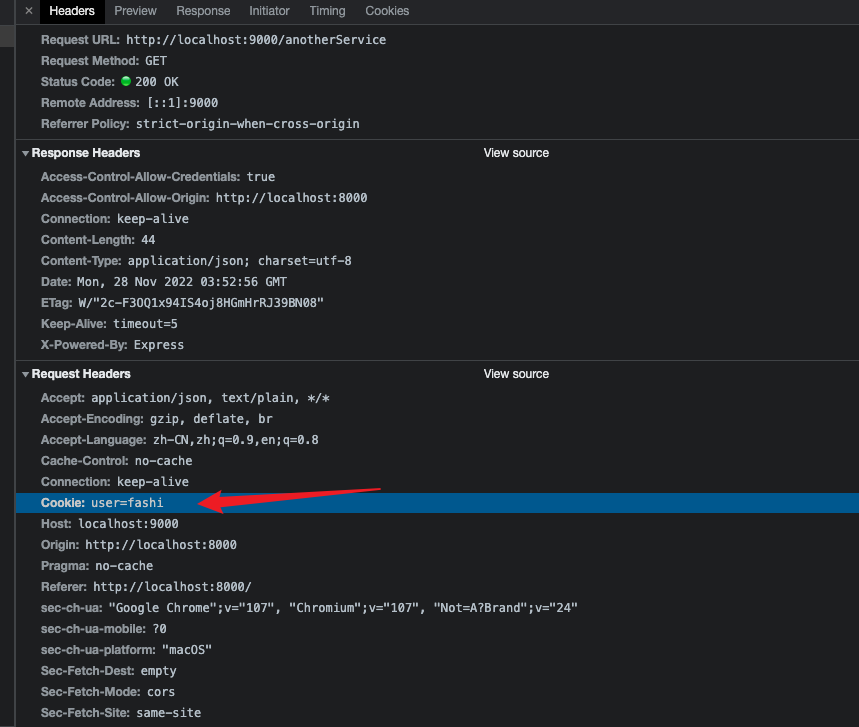 × Headers Preview Response Initiator Timing Cookies
Request URL: http://localhost:9000/anotherService
Request Method: GET
Status Code: 200 OK
Remote Address: [::1]:9000
Referrer Policy: strict-origin-when-cross-origin
Response Headers View source
Access-Control-Allow-Credentials: true
Access-Control-Allow-Origin: http://localhost:8000
Connection: keep-alive
Content-Length: 44
Content-Type: application/json; charset=utf-8
Date: Mon, 28 Nov 2022 03:52:56 GMT
ETag: W/"2c-F3OQ1x94IS4oj8HGmHrRJ39BN08"
Keep-Alive: timeout=5
X-Powered-By: Express
Request Headers View source
Accept: application/json, text/plain, */*
Accept-Encoding: gzip, deflate, br
Accept-Language: zh-CN,zh;q=0.9,en;q=0.8
Cache-Control: no-cache
Connection: keep-alive
Cookie: user=fashi
Host: localhost:9000
Origin: http://localhost:8000
Pragma: no-cache
Referer: http://localhost:8000/
sec-ch-ua: "Google Chrome";v="107", "Chromium";v="107", "Not=A?Brand";v="24"
sec-ch-ua-mobile: ?0
sec-ch-ua-platform: "macOS"
Sec-Fetch-Dest: empty
Sec-Fetch-Mode: cors
Sec-Fetch-Site: same-site